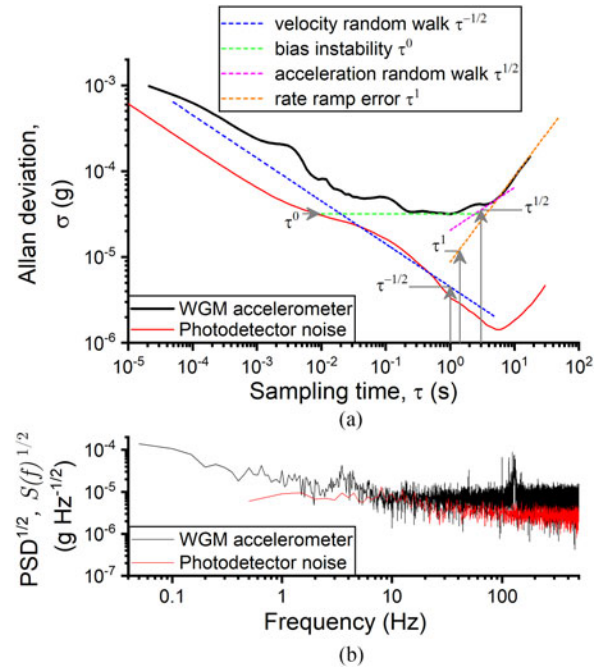 velocity random walk τ^-1/2
bias instability τ^0
acceleration random walk τ^1/2
rate ramp error τ^1
10^-3
10^-4
10^-5
10^-6
Allan deviation,
σ (g)
τ^0
τ^1/2
τ^1
τ^-1/2
WGM accelerometer
Photodetector noise
10^-5 10^-4 10^-3 10^-2 10^-1 10^0 10^1 10^2
Sampling time, τ (s)
(a)
PSD^1/2, S(f)^1/2
(g Hz^-1/2)
10^-4
10^-5
10^-6
10^-7
WGM accelerometer
Photodetector noise
0.1 1 10 100
Frequency (Hz)
(b)